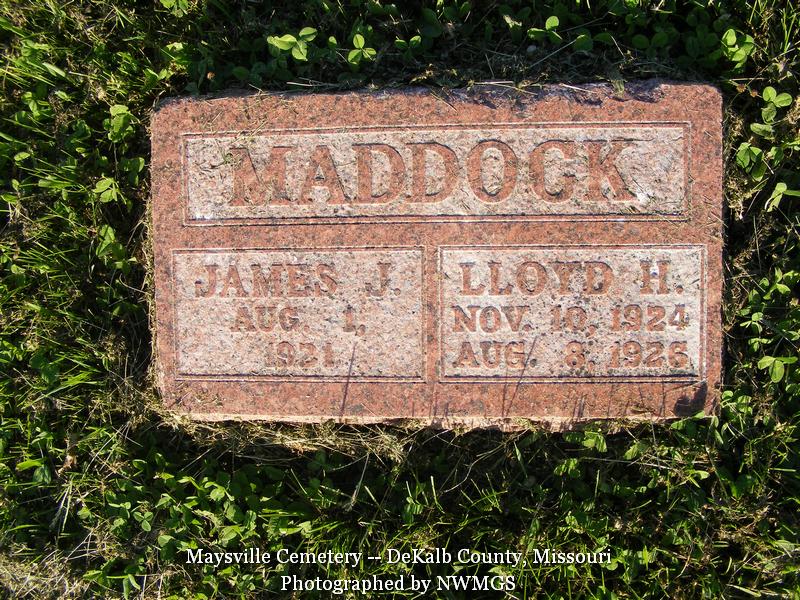 MADDOCK
JAMES J.
AUG. 1,
1921
LLOYD H.
NOV. 10, 1924
AUG. 8, 1926
Maysville Cemetery -- DeKalb County, Missouri
Photographed by NWMGS